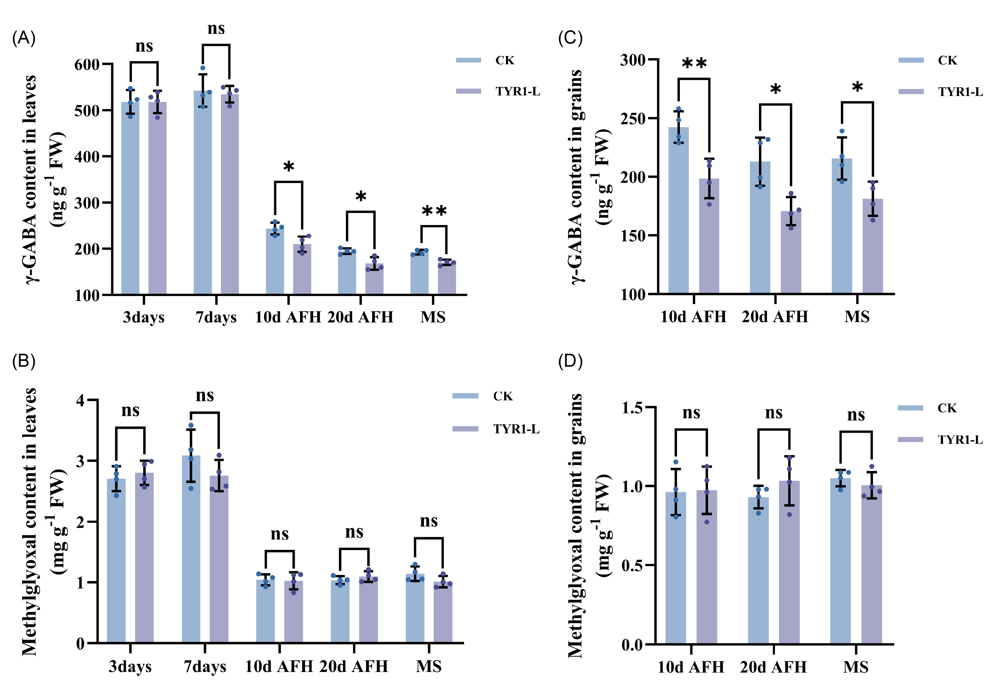 (A)
γ-GABA content in leaves
(ng g-1 FW)
600
500
400
300
200
100
ns
ns
*
*
**
CK
TYR1-L
3days 7days 10d AFH 20d AFH MS
(C)
γ-GABA content in grains
(ng g-1 FW)
300
250
200
150
100
**
*
*
CK
TYR1-L
10d AFH 20d AFH MS
(B)
Methylglyoxal content in leaves
(mg g-1 FW)
4
3
2
1
0
ns
ns
ns
ns
ns
CK
TYR1-L
3days 7days 10d AFH 20d AFH MS
(D)
Methylglyoxal content in grains
(mg g-1 FW)
1.5
1.0
0.5
0.0
ns
ns
ns
CK
TYR1-L
10d AFH 20d AFH MS